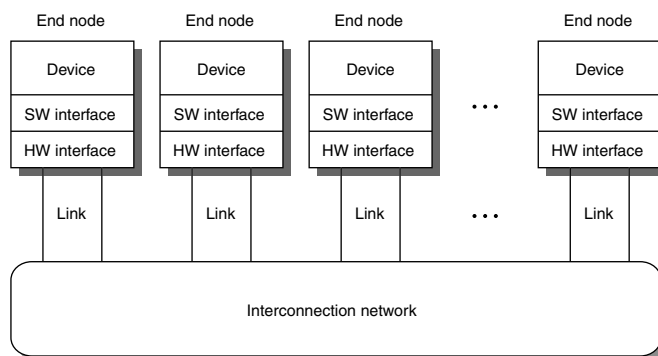 End node End node End node End node
Device Device Device Device
SW interface SW interface SW interface ... SW interface
HW interface HW interface HW interface HW interface
Link Link Link ... Link
Interconnection network